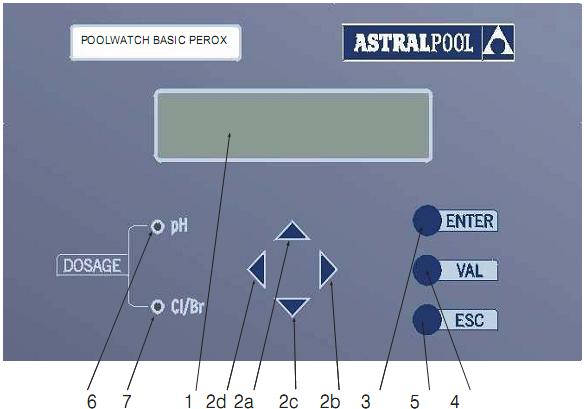 POOLWATCH BASIC PEROX
ASTRALPOOL
pH
DOSAGE
Cl/Br
ENTER
VAL
ESC
6 7 1 2d 2a 2c 2b 3 5 4